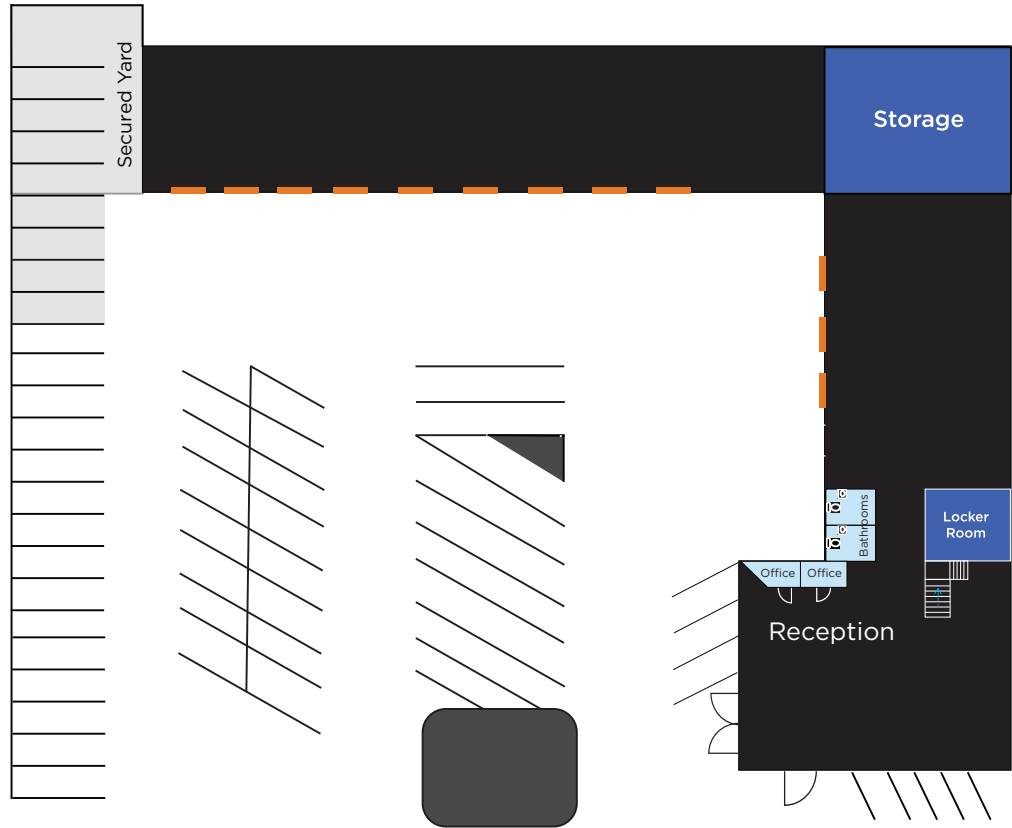 Secured Yard
Storage
Bathrooms
Locker
Room
Office
Office
Reception